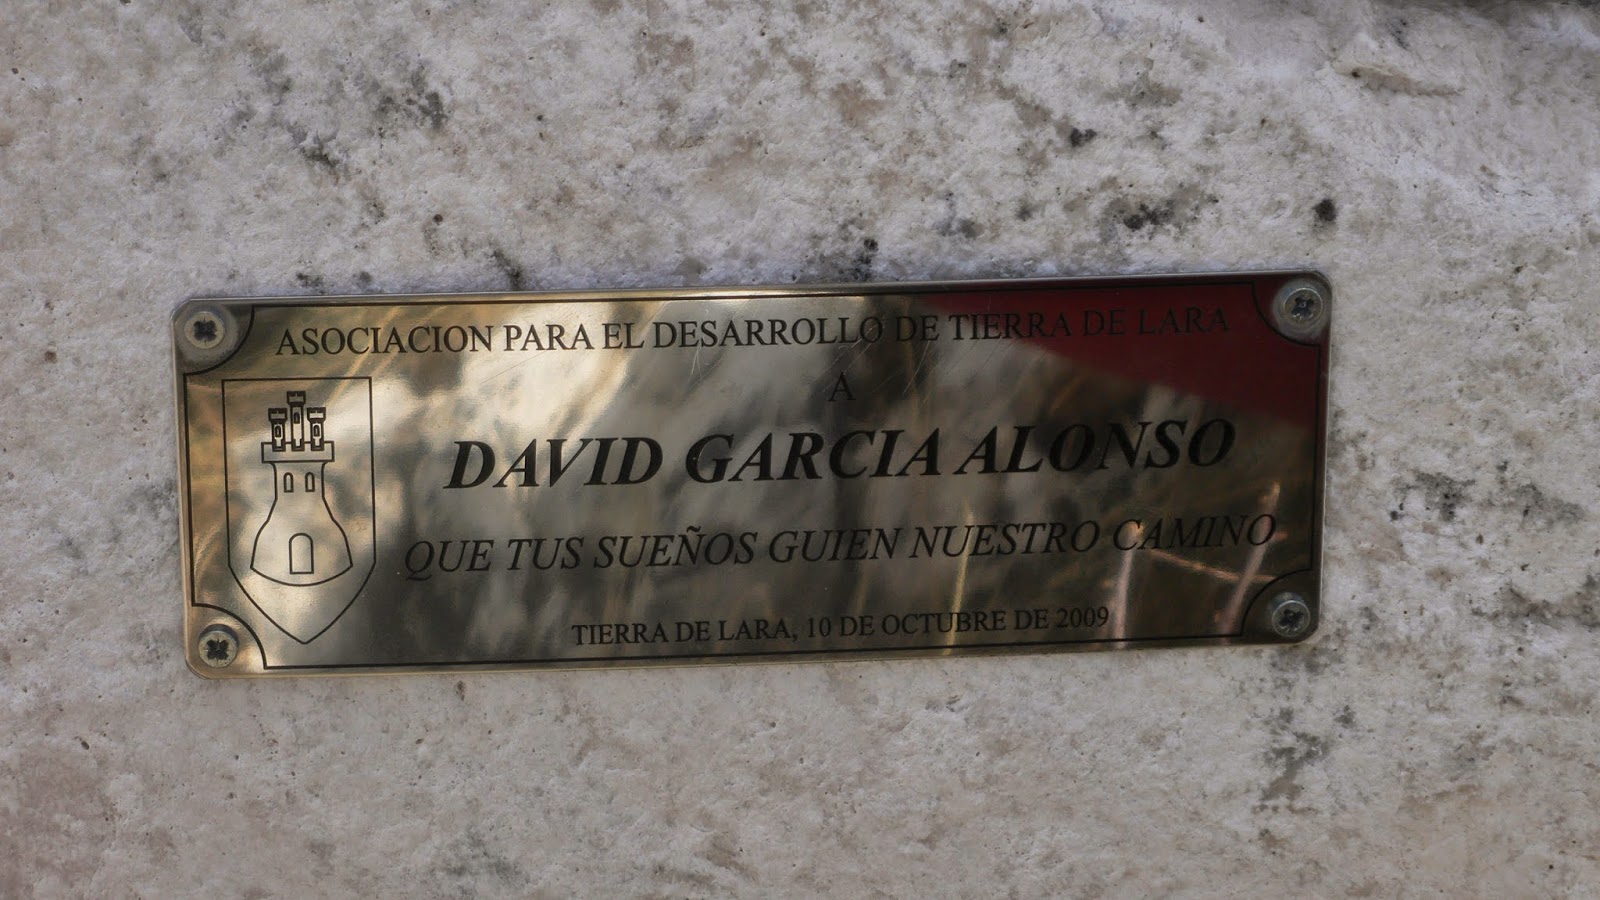 ASOCIACION PARA EL DESARROLLO DE TIERRA DE LARA
A
DAVID GARCIA ALONSO
QUE TUS SUEÑOS GUIEN NUESTRO CAMINO
TIERRA DE LARA, 10 DE OCTUBRE DE 2009